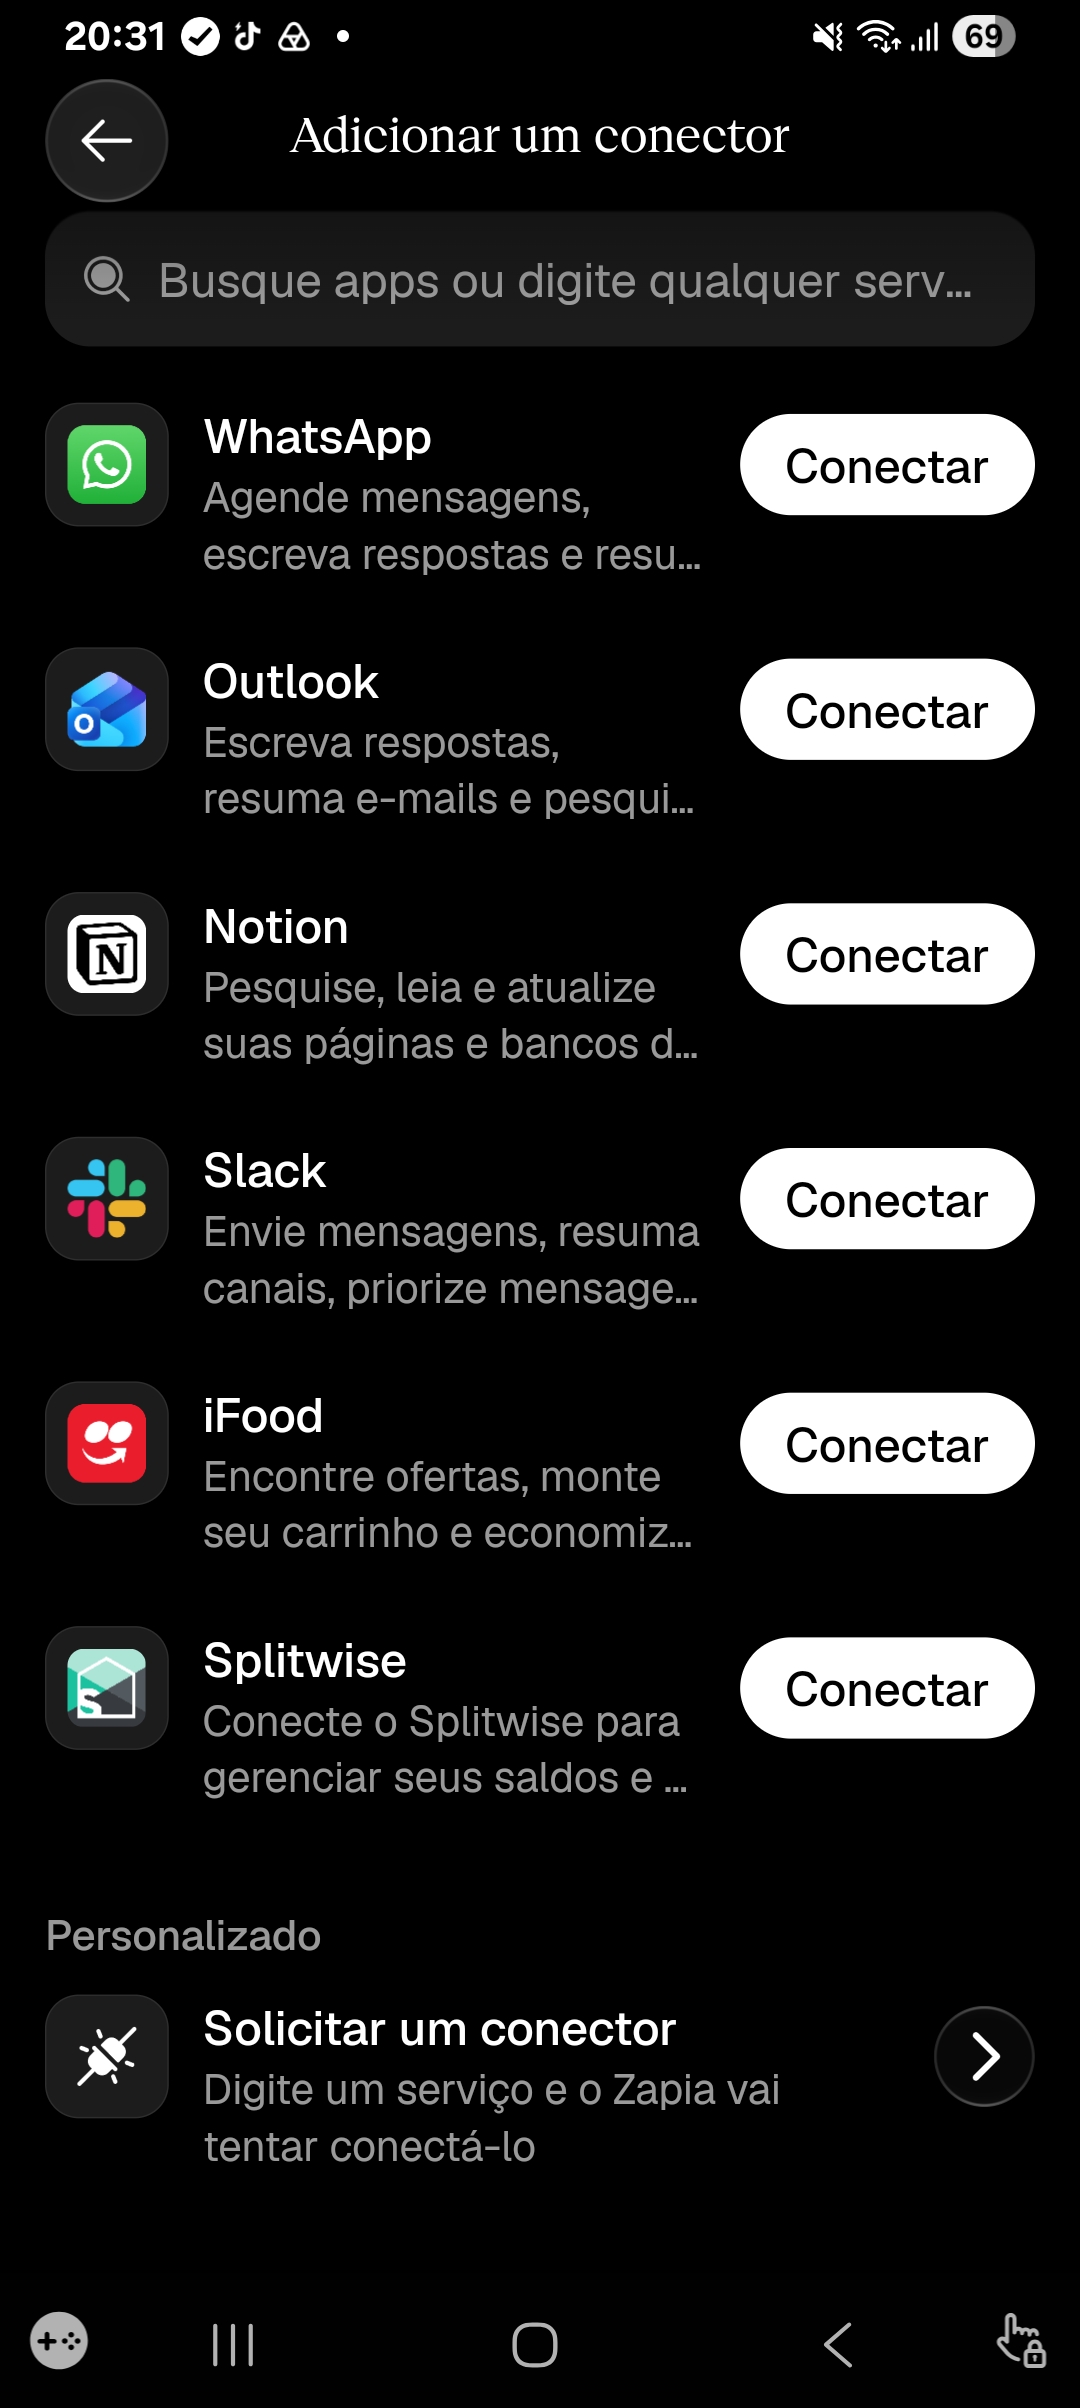 20:31
69
Adicionar um conector
Busque apps ou digite qualquer serv...
WhatsApp
Conectar
Agende mensagens,
escreva respostas e resu...
Outlook
Conectar
Escreva respostas,
resuma e-mails e pesqui...
Notion
Conectar
Pesquise, leia e atualize
suas páginas e bancos d...
Slack
Conectar
Envie mensagens, resuma
canais, priorize mensage...
iFood
Conectar
Encontre ofertas, monte
seu carrinho e economiz...
Splitwise
Conectar
Conecte o Splitwise para
gerenciar seus saldos e ...
Personalizado
Solicitar um conector
Digite um serviço e o Zapia vai
tentar conectá-lo